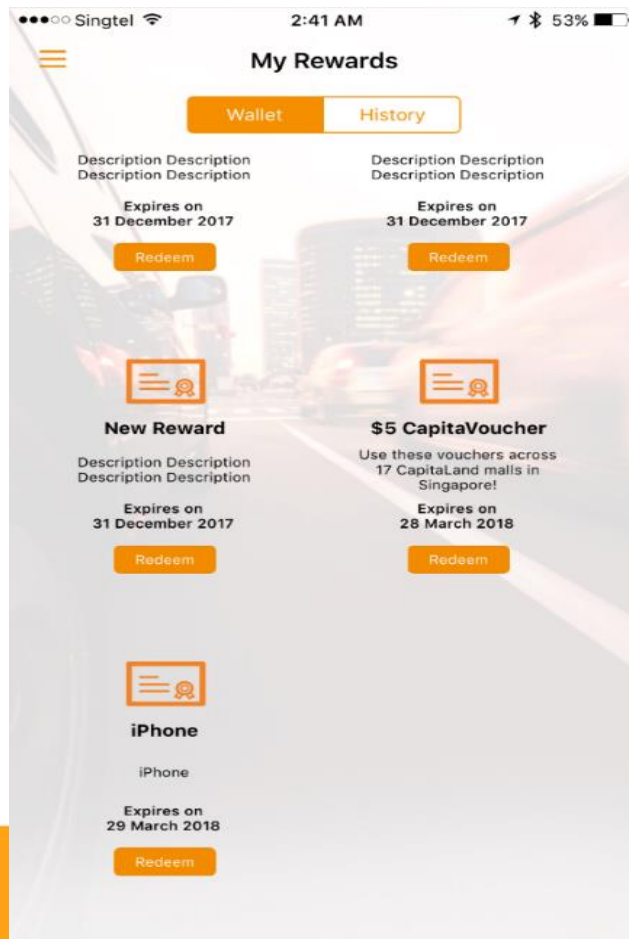 Singtel 2:41 AM 53%
My Rewards
Wallet History
Description Description
Description Description
Expires on
31 December 2017
Redeem
Description Description
Description Description
Expires on
31 December 2017
Redeem
New Reward
Description Description
Description Description
Expires on
31 December 2017
Redeem
$5 CapitaVoucher
Use these vouchers across
17 CapitaLand malls in
Singapore!
Expires on
28 March 2018
Redeem
iPhone
iPhone
Expires on
29 March 2018
Redeem